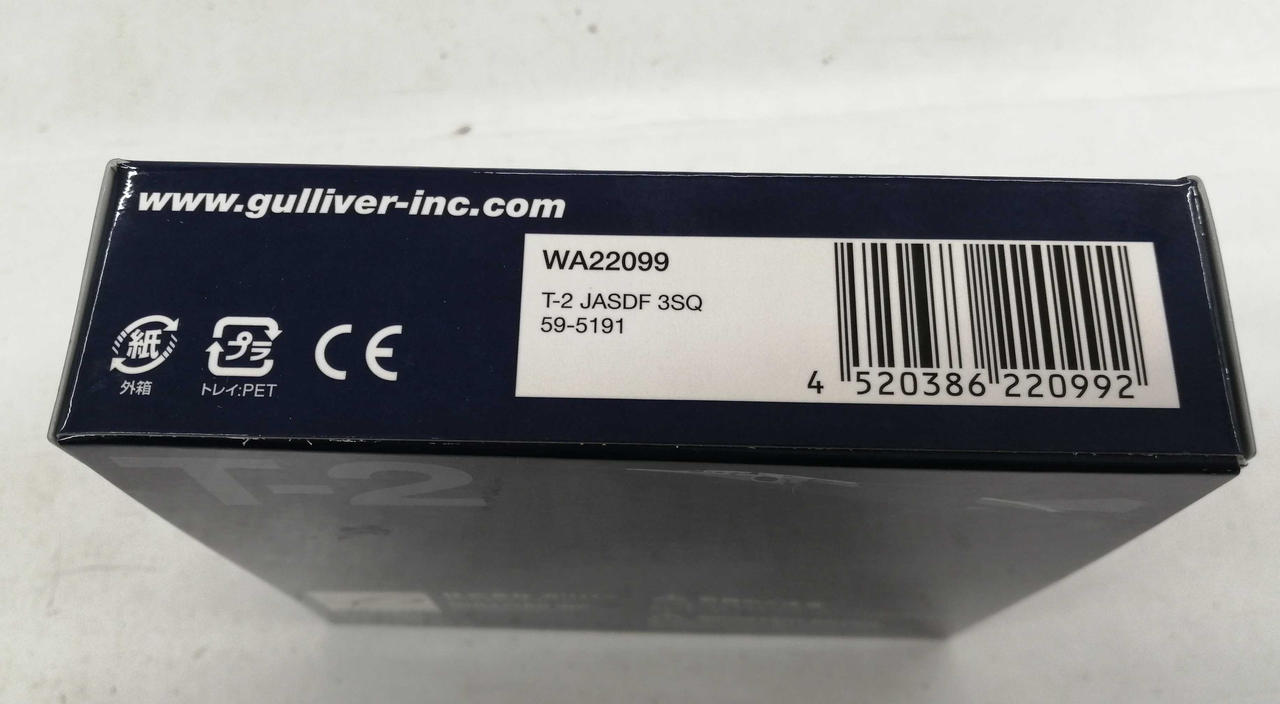 www.gulliver-inc.com
WA22099
T-2 JASDF 3SQ
59-5191
4 520386 220992
紙
外箱
プラ
トレイ:PET
CE
T-2